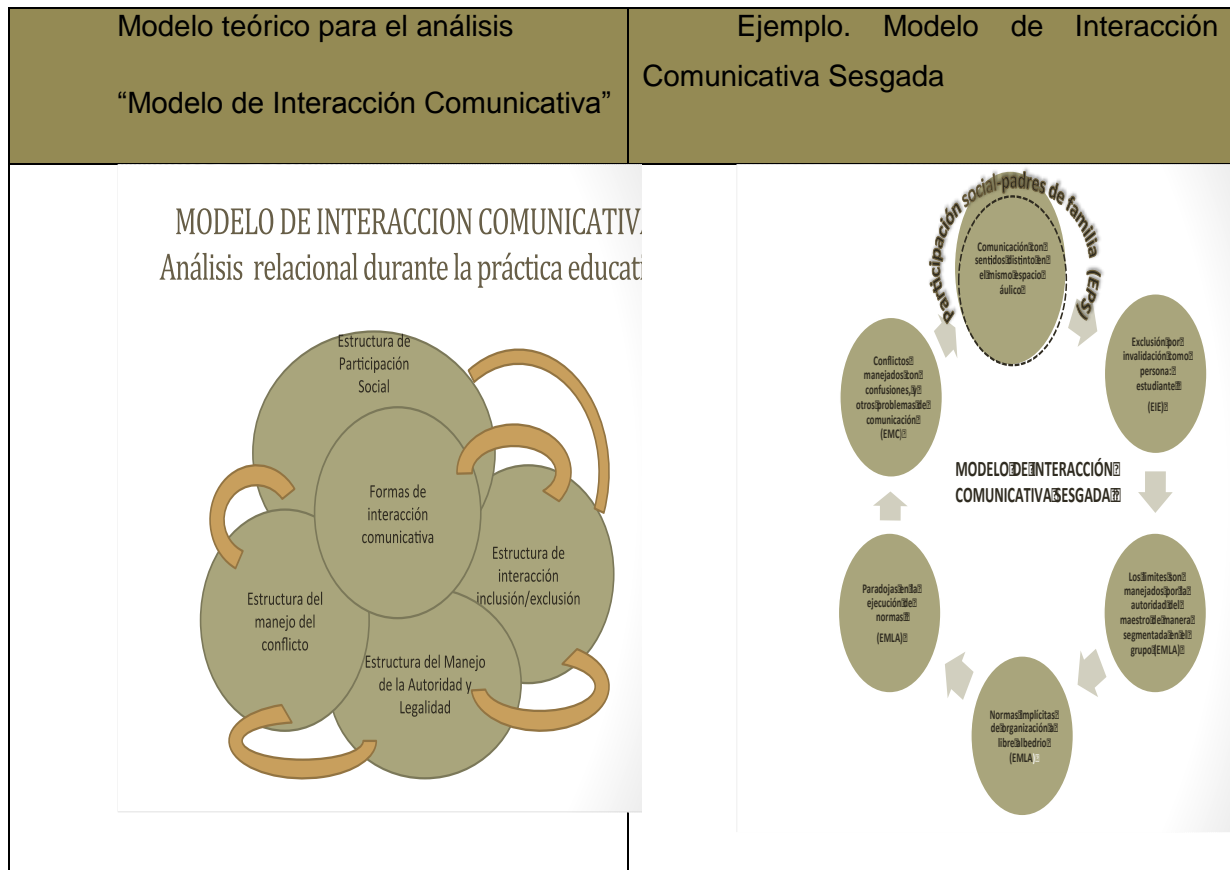 Modelo teórico para el análisis
“Modelo de Interacción Comunicativa”
Ejemplo. Modelo de Interacción
Comunicativa Sesgada
MODELO DE INTERACCION COMUNICATIVA
Análisis relacional durante la práctica educati
Estructura de
Participación
Social
Formas de
interacción
comunicativa
Estructura de
interacción
inclusión/exclusión
Estructura del
manejo del
conflicto
Estructura del Manejo
de la Autoridad y
Legalidad
Participación social-padres de familia (EPS)
Comunicación con
sentidos distinto en
el mismo espacio
áulico
Exclusión por
invalidación como
persona:
estudiante
(EIE)
Conflictos
manejados con
confusiones, y
otros problemas de
comunicación
(EMC)
MODELO DE INTERACCIÓN
COMUNICATIVA SESGADA
Los límites son
manejados por la
autoridad del
maestro de manera
segmentada en el
grupo (EMLA)
Paradojas en la
ejecución de
normas
(EMLA)
Normas implícitas
de organización a
libre albedrio
(EMLA)